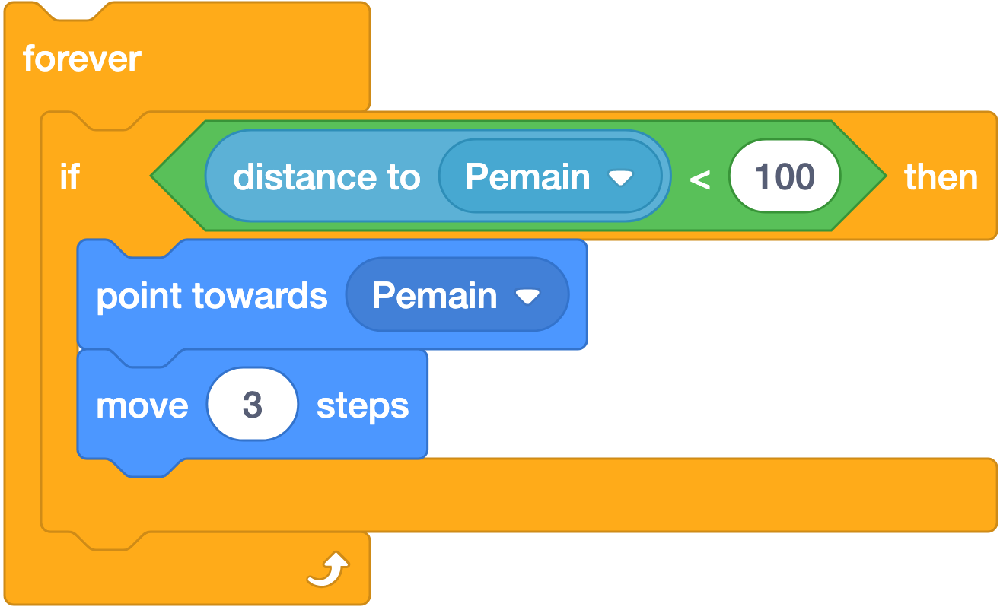 forever
if distance to Pemain < 100 then
point towards Pemain
move 3 steps